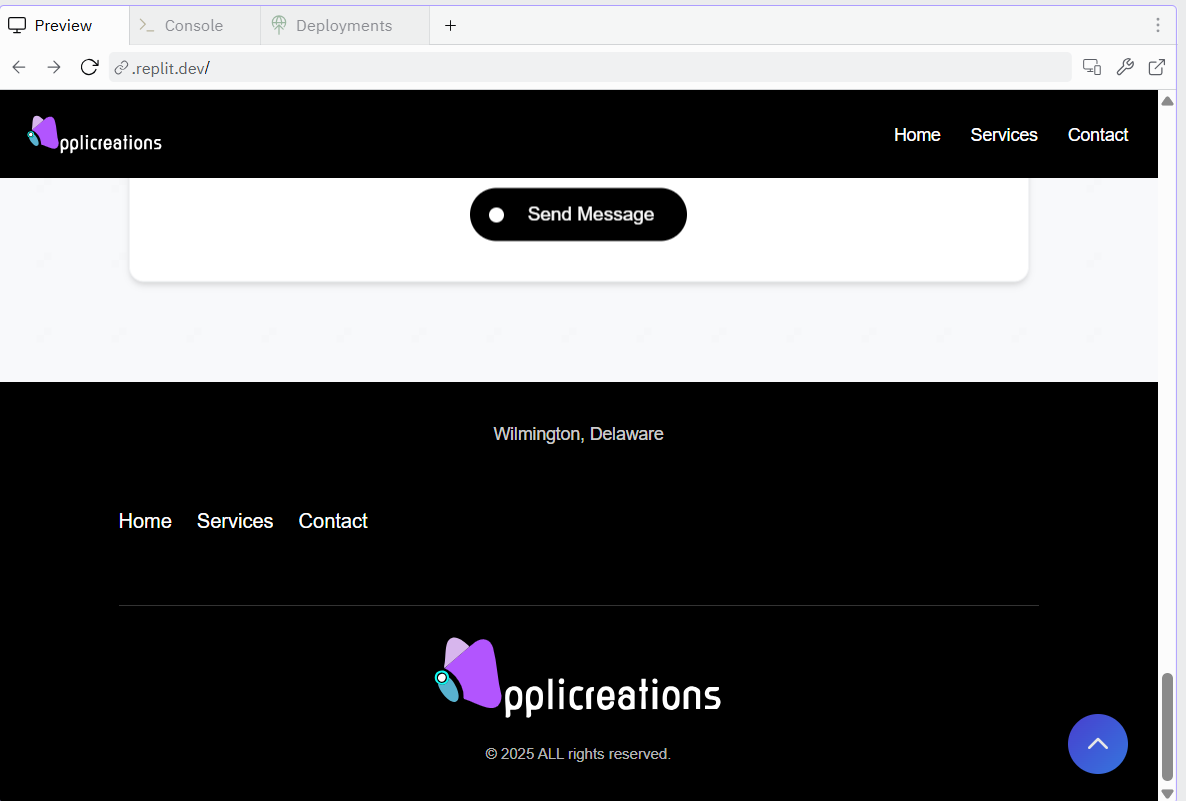 Preview
Console
Deployments
.replit.dev/
pplicreations
Home Services Contact
Send Message
Wilmington, Delaware
Home Services Contact
pplicreations
© 2025 ALL rights reserved.